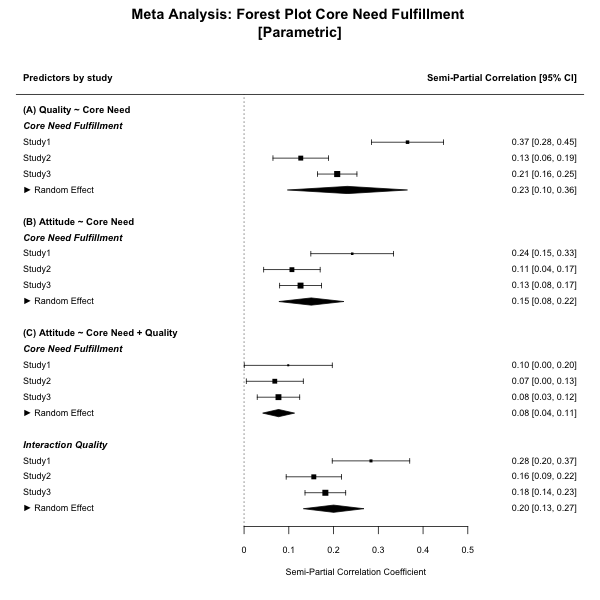 Meta Analysis: Forest Plot Core Need Fulfillment
[Parametric]
Predictors by study Semi-Partial Correlation [95% CI]
(A) Quality ~ Core Need
Core Need Fulfillment
Study1 0.37 [0.28, 0.45]
Study2 0.13 [0.06, 0.19]
Study3 0.21 [0.16, 0.25]
► Random Effect 0.23 [0.10, 0.36]
(B) Attitude ~ Core Need
Core Need Fulfillment
Study1 0.24 [0.15, 0.33]
Study2 0.11 [0.04, 0.17]
Study3 0.13 [0.08, 0.17]
► Random Effect 0.15 [0.08, 0.22]
(C) Attitude ~ Core Need + Quality
Core Need Fulfillment
Study1 0.10 [0.00, 0.20]
Study2 0.07 [0.00, 0.13]
Study3 0.08 [0.03, 0.12]
► Random Effect 0.08 [0.04, 0.11]
Interaction Quality
Study1 0.28 [0.20, 0.37]
Study2 0.16 [0.09, 0.22]
Study3 0.18 [0.14, 0.23]
► Random Effect 0.20 [0.13, 0.27]
0 0.1 0.2 0.3 0.4 0.5
Semi-Partial Correlation Coefficient